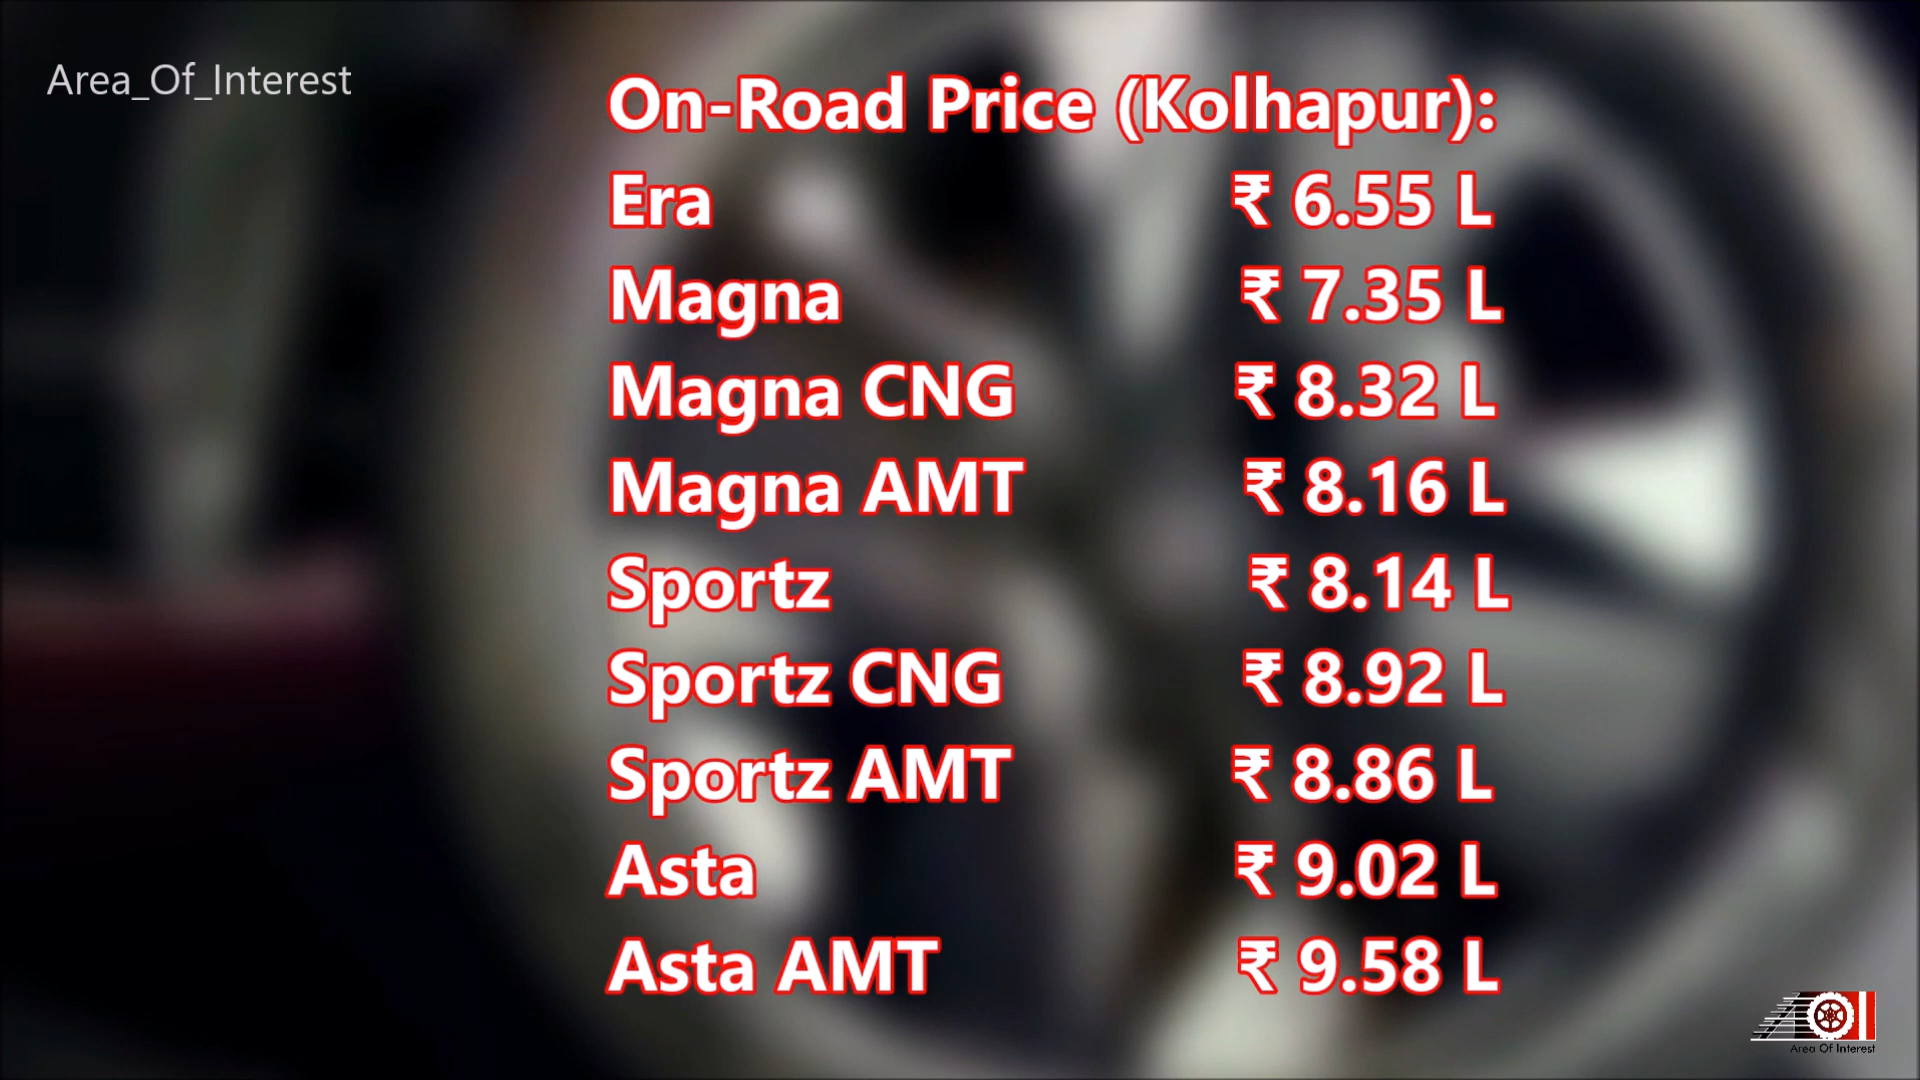 Area_Of_Interest
On-Road Price (Kolhapur):
Era ₹ 6.55 L
Magna ₹ 7.35 L
Magna CNG ₹ 8.32 L
Magna AMT ₹ 8.16 L
Sportz ₹ 8.14 L
Sportz CNG ₹ 8.92 L
Sportz AMT ₹ 8.86 L
Asta ₹ 9.02 L
Asta AMT ₹ 9.58 L
AOI
Area Of Interest